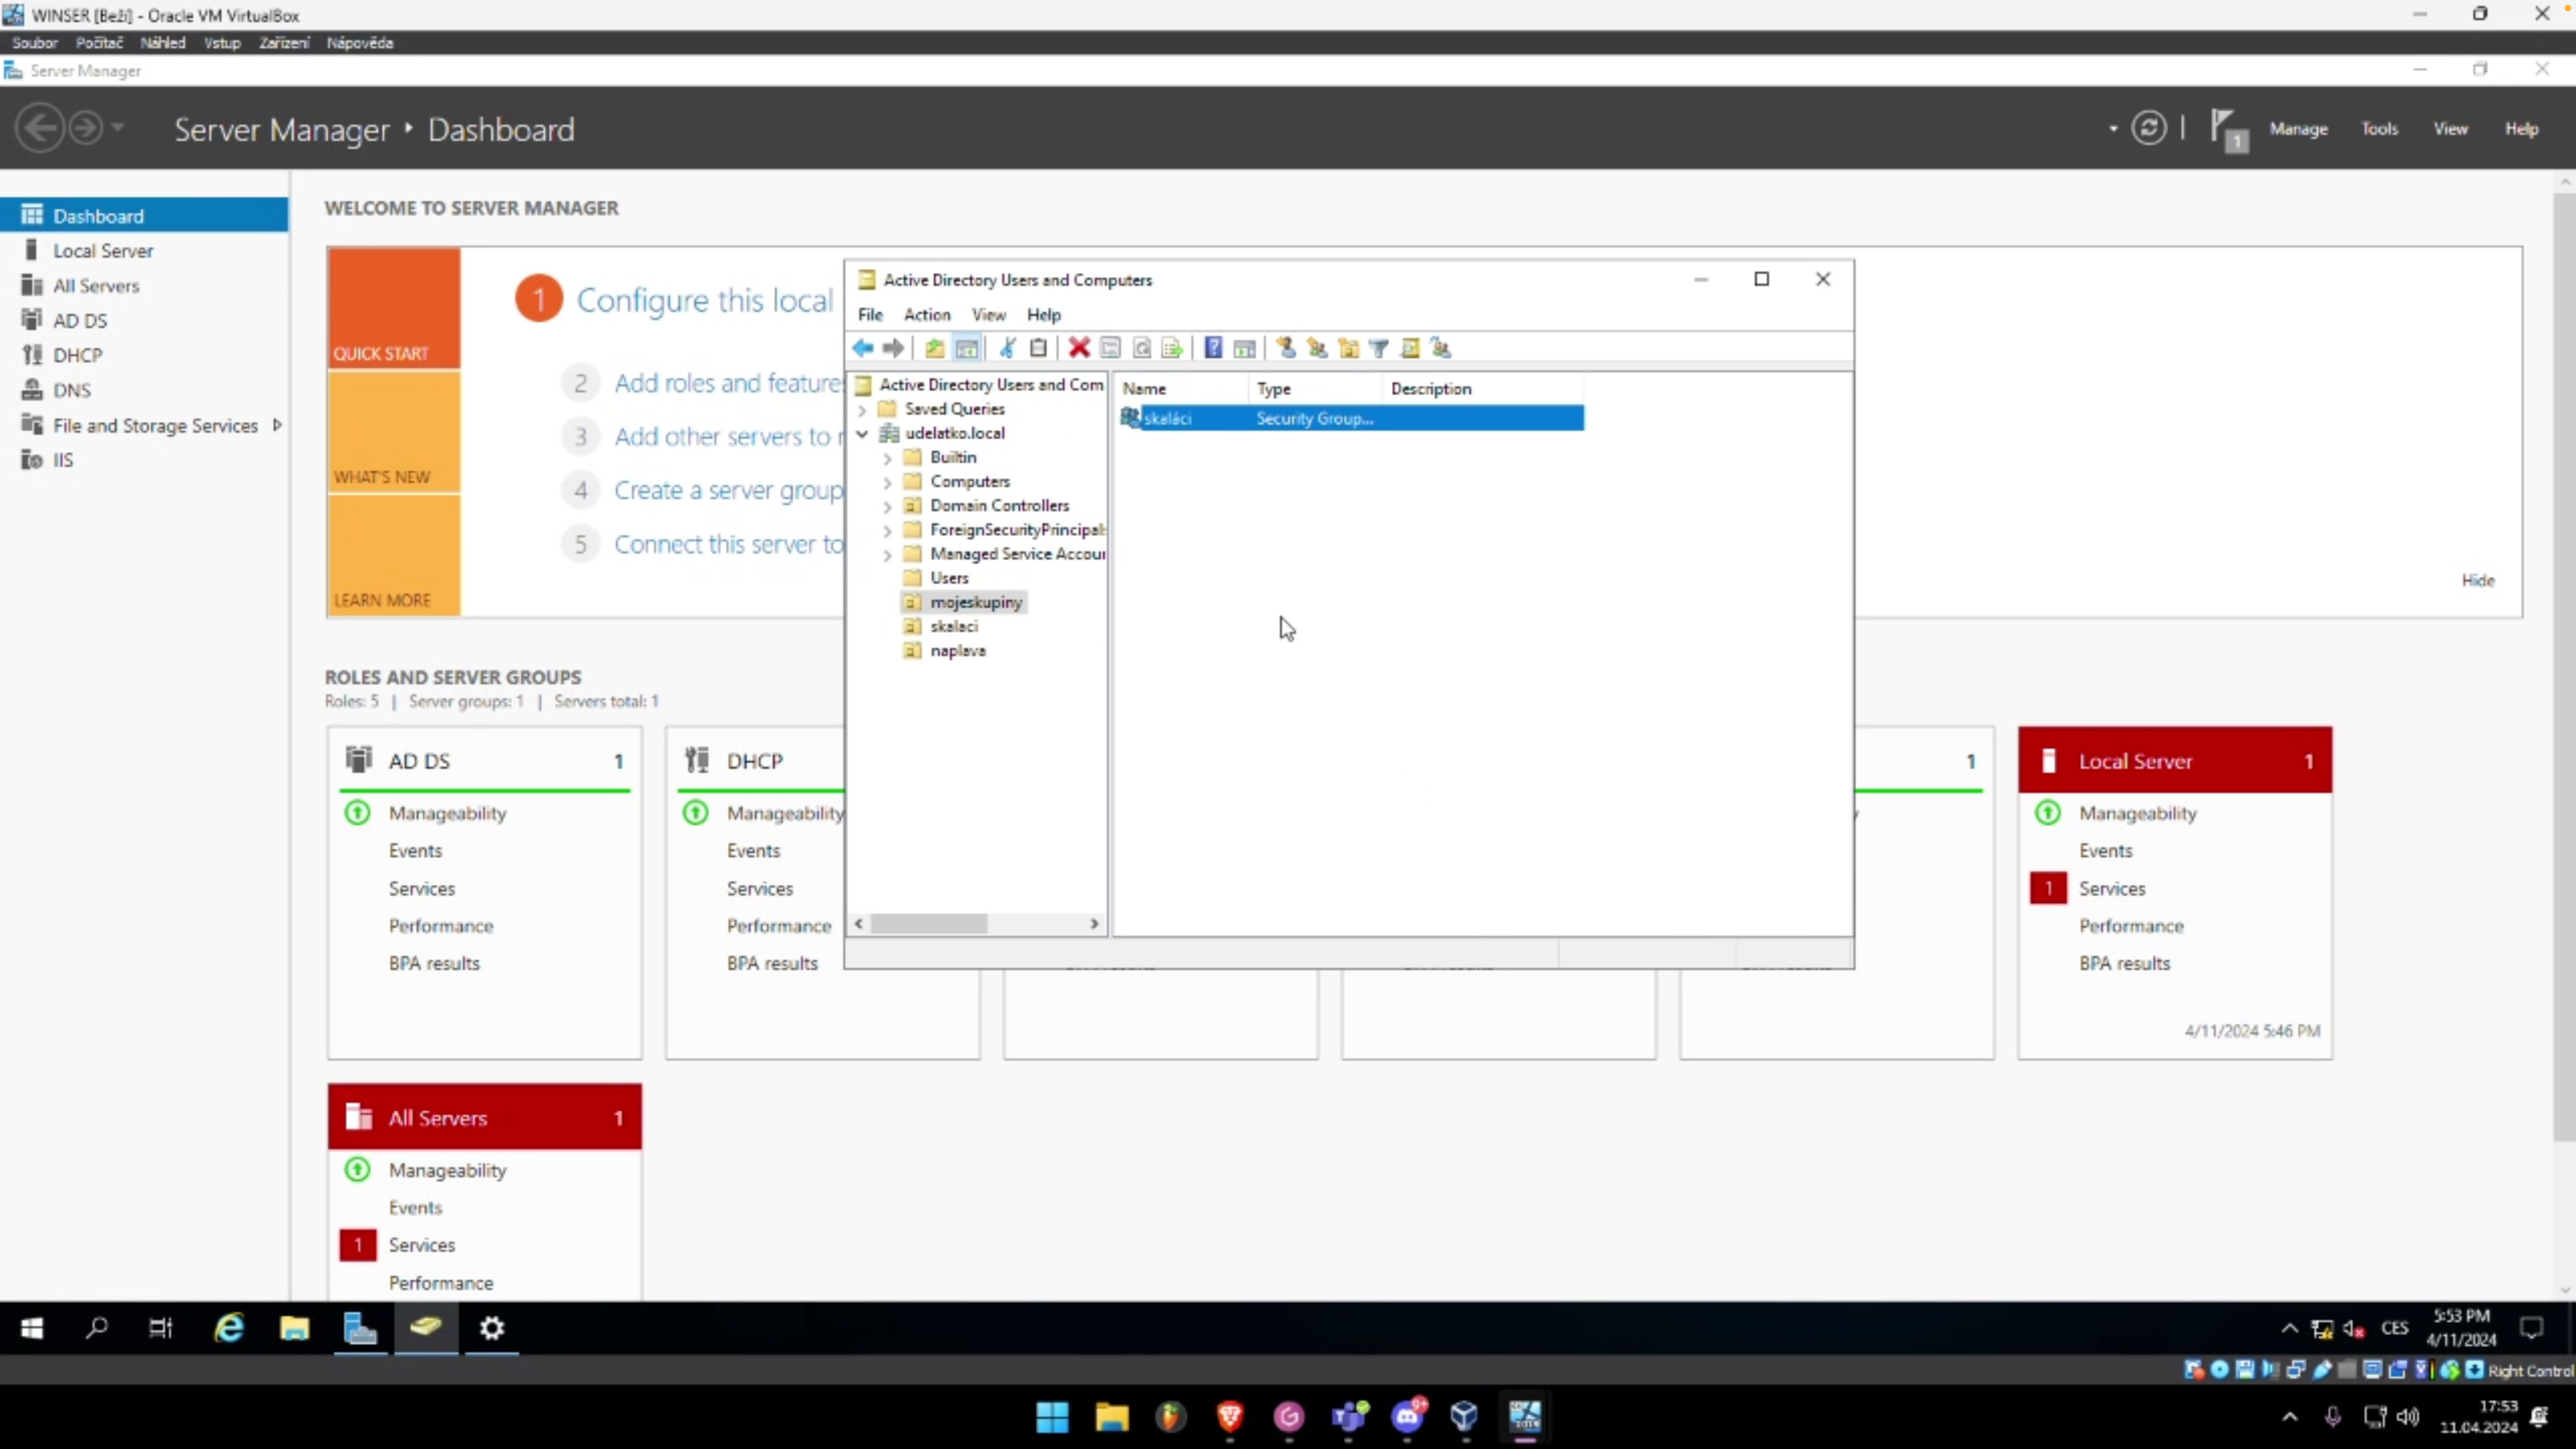 WINSER [Běží] - Oracle VM VirtualBox
Soubor Počítač Náhled Vstup Zařízení Nápověda
Server Manager
Server Manager ‣ Dashboard
1
Manage Tools View Help
Dashboard
Local Server
All Servers
AD DS
DHCP
DNS
File and Storage Services
IIS
WELCOME TO SERVER MANAGER
QUICK START
WHAT'S NEW
LEARN MORE
1 Configure this local
2 Add roles and feature
3 Add other servers to
4 Create a server group
5 Connect this server to
Hide
Active Directory Users and Computers
File Action View Help
Active Directory Users and Com
Saved Queries
udelatko.local
Builtin
Computers
Domain Controllers
ForeignSecurityPrincipals
Managed Service Accour
Users
mojeskupiny
skalaci
naplava
Name Type Description
skaláci Security Group...
ROLES AND SERVER GROUPS
Roles: 5 | Server groups: 1 | Servers total: 1
AD DS 1
Manageability
Events
Services
Performance
BPA results
DHCP
Manageability
Events
Services
Performance
BPA results
1
Local Server 1
Manageability
Events
1 Services
Performance
BPA results
4/11/2024 5:46 PM
All Servers 1
Manageability
Events
1 Services
Performance
CES
5:53 PM
4/11/2024
Right Control
9+
17:53
11.04.2024